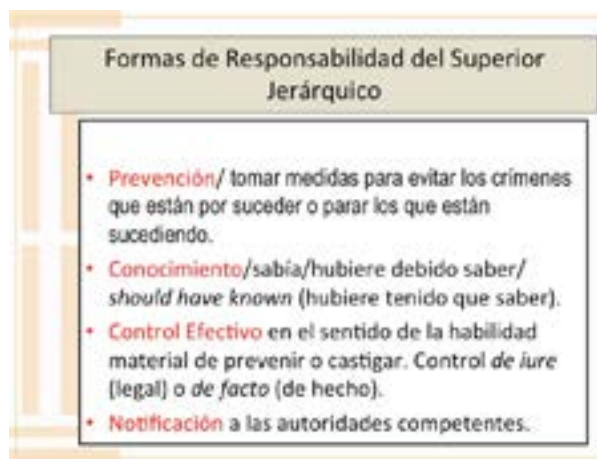 Formas de Responsabilidad del Superior
Jerárquico
• Prevención/ tomar medidas para evitar los crímenes
que están por suceder o parar los que están
sucediendo.
• Conocimiento/sabía/hubiere debido saber/
should have known (hubiere tenido que saber).
• Control Efectivo en el sentido de la habilidad
material de prevenir o castigar. Control de iure
(legal) o de facto (de hecho).
• Notificación a las autoridades competentes.